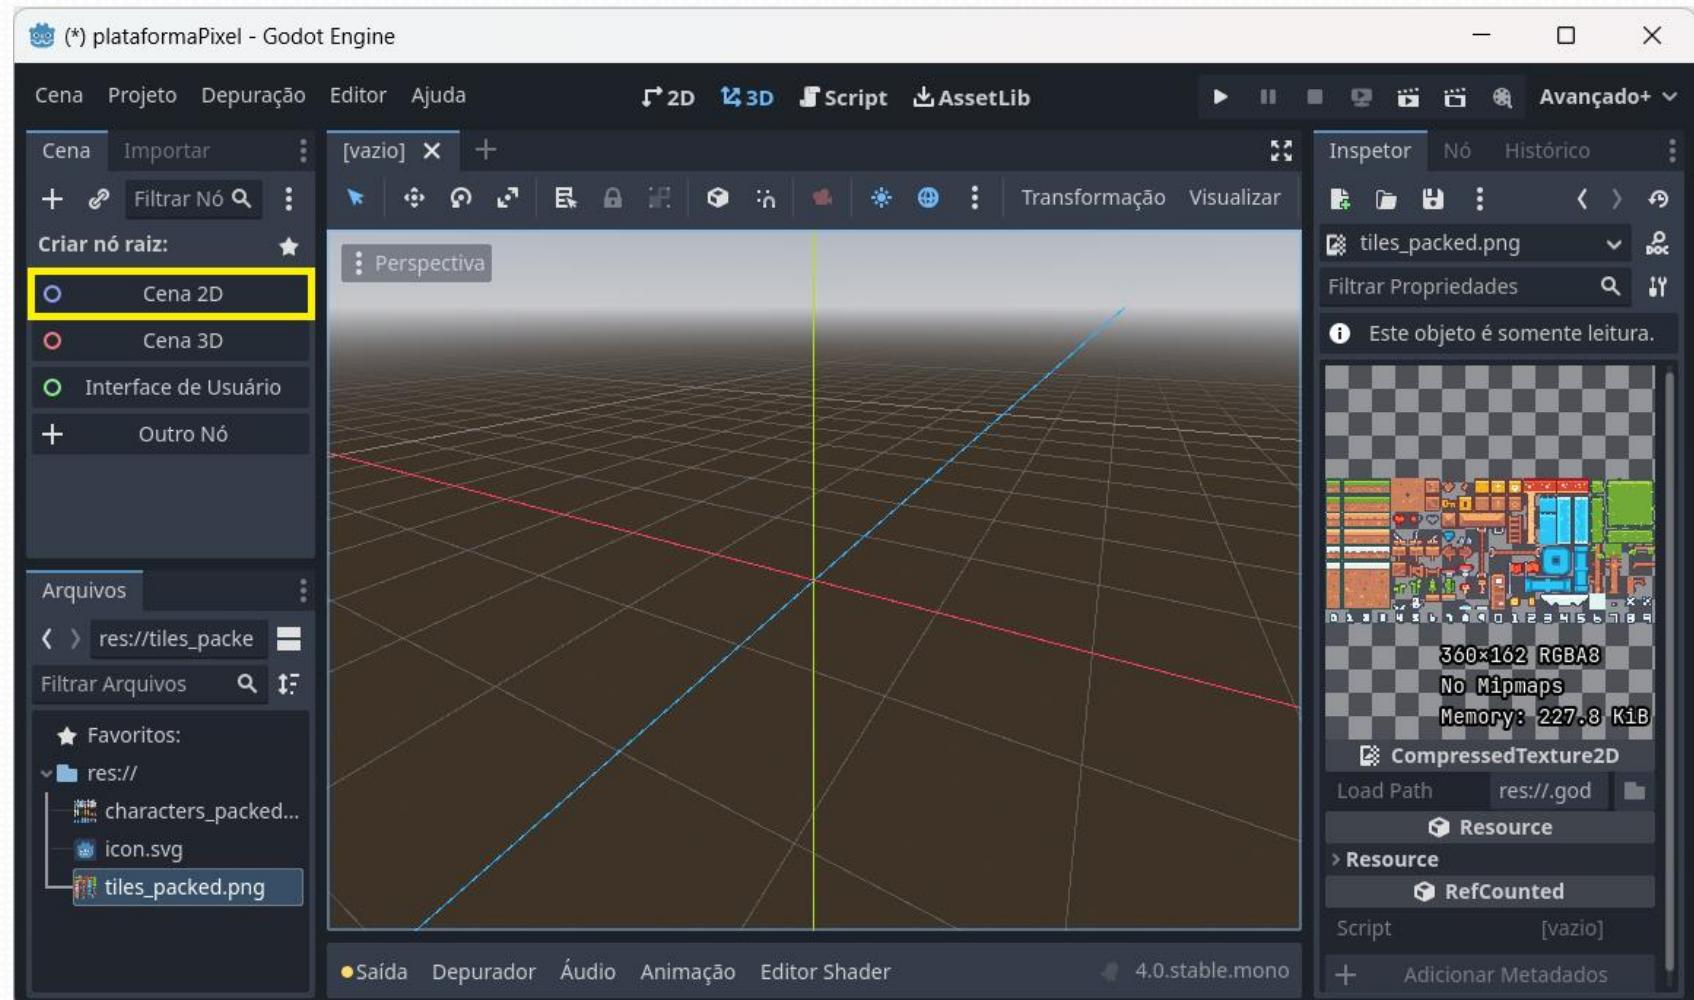 (*) plataformaPixel - Godot Engine
Cena Projeto Depuração Editor Ajuda
2D 3D Script AssetLib
Avançado+
Cena Importar
Filtrar Nó
Criar nó raiz:
Cena 2D
Cena 3D
Interface de Usuário
Outro Nó
Arquivos
res://tiles_packe
Filtrar Arquivos
Favoritos:
res://
characters_packed...
icon.svg
tiles_packed.png
[vazio]
Transformação Visualizar
Perspectiva
Saída Depurador Áudio Animação Editor Shader
4.0.stable.mono
Inspetor Nó Histórico
tiles_packed.png
DOC
Filtrar Propriedades
Este objeto é somente leitura.
360×162 RGBA8
No Mipmaps
Memory: 227.8 KiB
CompressedTexture2D
Load Path res://.god
Resource
Resource
RefCounted
Script [vazio]
Adicionar Metadados